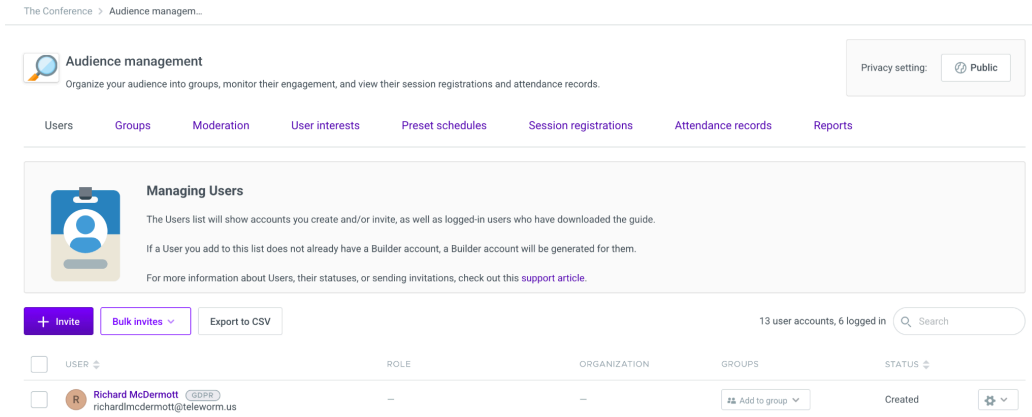 The Conference > Audience managem...
Audience management
Organize your audience into groups, monitor their engagement, and view their session registrations and attendance records.
Privacy setting: Public
Users Groups Moderation User interests Preset schedules Session registrations Attendance records Reports
Managing Users
The Users list will show accounts you create and/or invite, as well as logged-in users who have downloaded the guide.
If a User you add to this list does not already have a Builder account, a Builder account will be generated for them.
For more information about Users, their statuses, or sending invitations, check out this support article.
+ Invite Bulk invites Export to CSV 13 user accounts, 6 logged in Search
USER ROLE ORGANIZATION GROUPS STATUS
R Richard McDermott GDPR – – Add to group Created
richardlmcdermott@teleworm.us